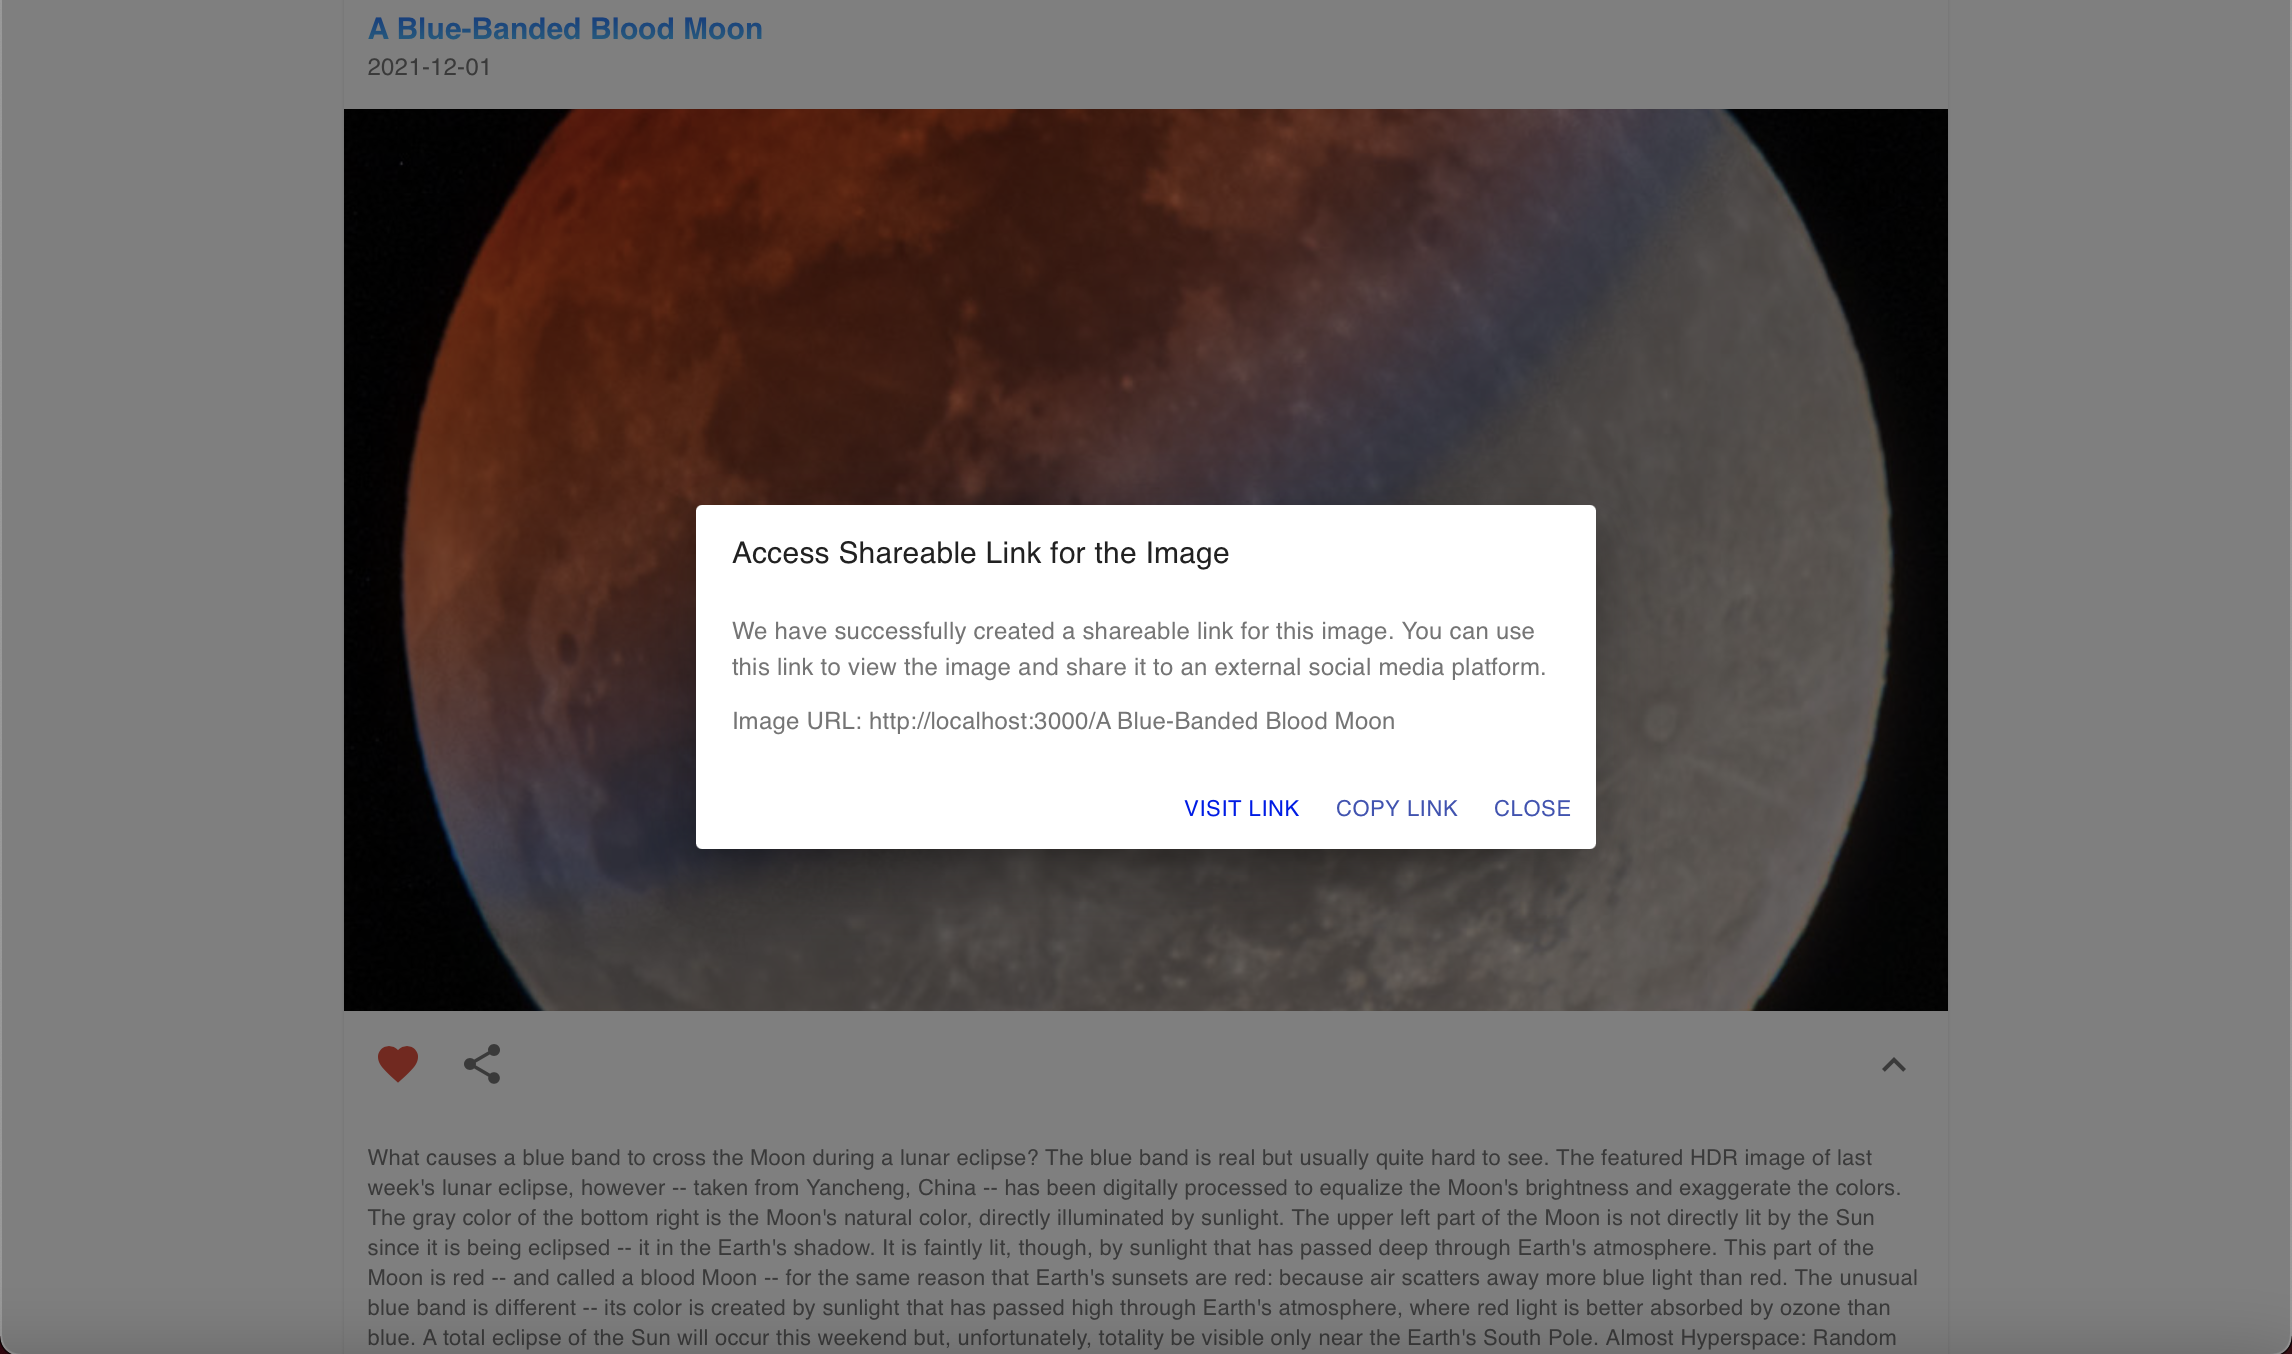 A Blue-Banded Blood Moon
2021-12-01
Access Shareable Link for the Image
We have successfully created a shareable link for this image. You can use
this link to view the image and share it to an external social media platform.
Image URL: http://localhost:3000/A Blue-Banded Blood Moon
VISIT LINK COPY LINK CLOSE
What causes a blue band to cross the Moon during a lunar eclipse? The blue band is real but usually quite hard to see. The featured HDR image of last
week's lunar eclipse, however -- taken from Yancheng, China -- has been digitally processed to equalize the Moon's brightness and exaggerate the colors.
The gray color of the bottom right is the Moon's natural color, directly illuminated by sunlight. The upper left part of the Moon is not directly lit by the Sun
since it is being eclipsed -- it in the Earth's shadow. It is faintly lit, though, by sunlight that has passed deep through Earth's atmosphere. This part of the
Moon is red -- and called a blood Moon -- for the same reason that Earth's sunsets are red: because air scatters away more blue light than red. The unusual
blue band is different -- its color is created by sunlight that has passed high through Earth's atmosphere, where red light is better absorbed by ozone than
blue. A total eclipse of the Sun will occur this weekend but, unfortunately, totality be visible only near the Earth's South Pole. Almost Hyperspace: Random